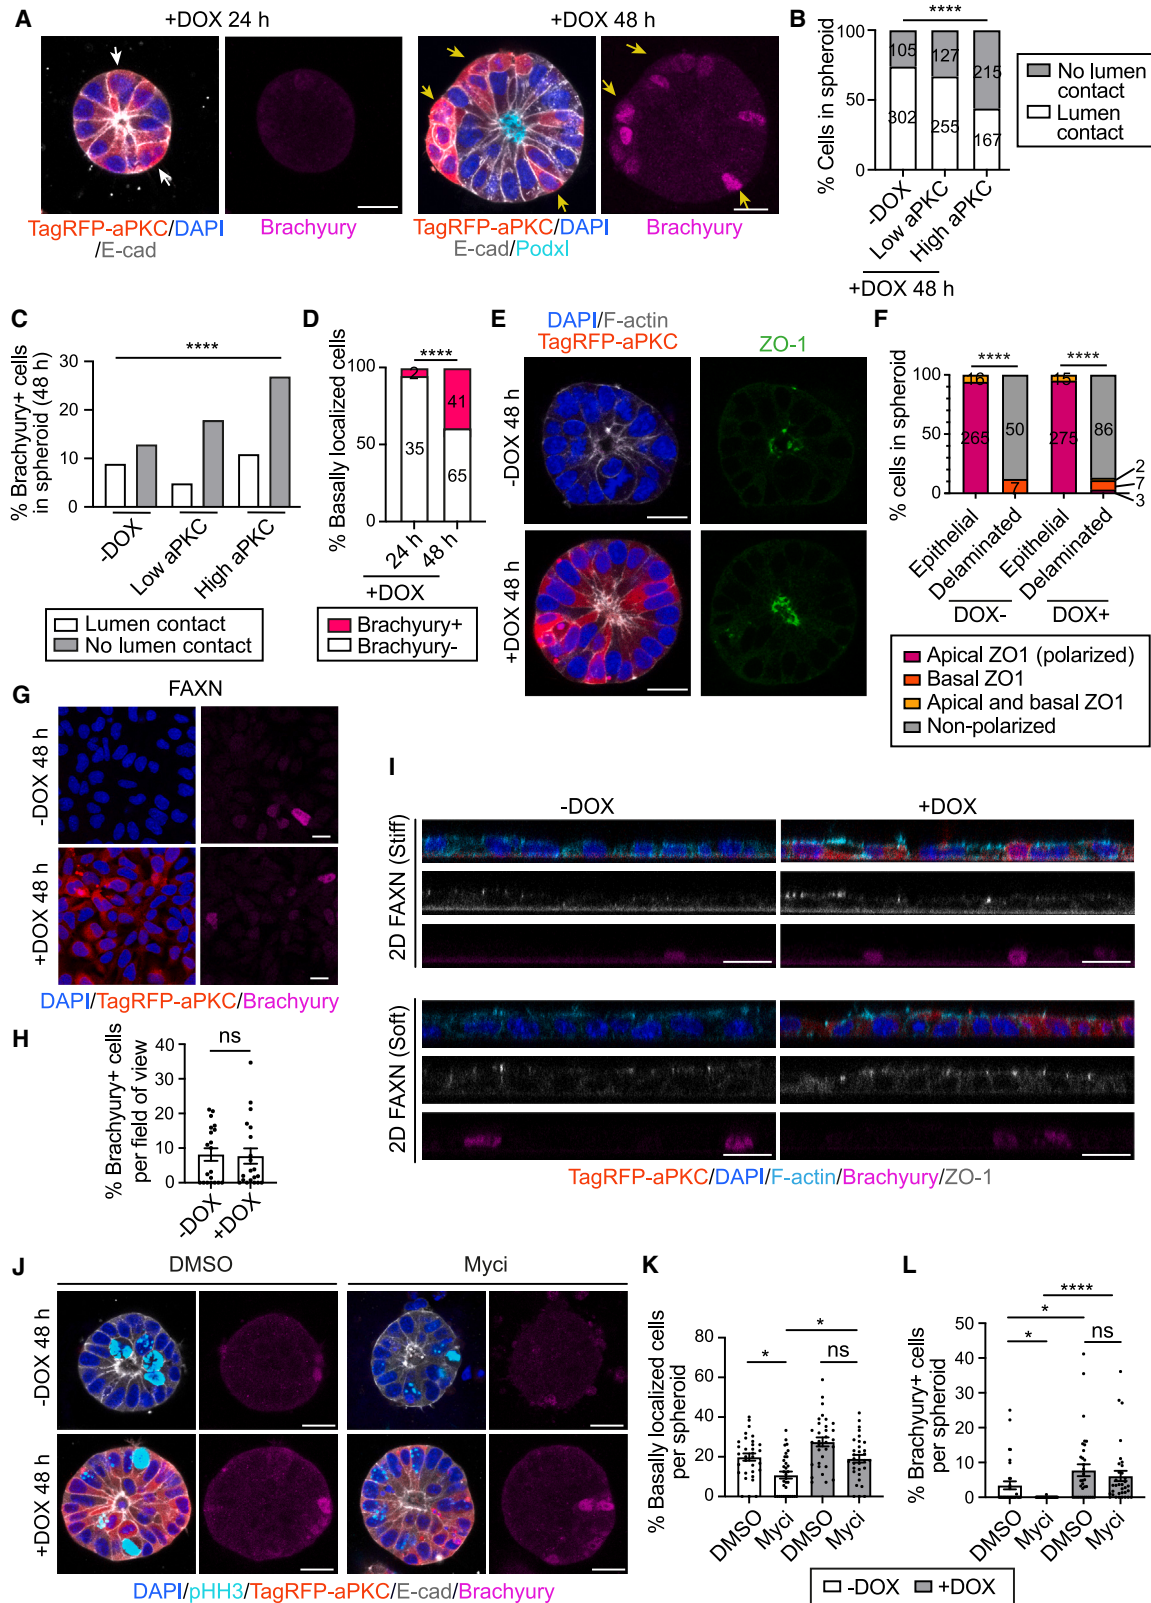 A
+DOX 24 h
+DOX 48 h
TagRFP-aPKC/DAPI
/E-cad
Brachyury
TagRFP-aPKC/DAPI
E-cad/Podxl
Brachyury
B
****
% Cells in spheroid
100
50
0
105
302
127
255
215
167
-DOX
Low aPKC
High aPKC
+DOX 48 h
No lumen
contact
Lumen
contact
C
****
% Brachyury+ cells
in spheroid (48 h)
30
20
10
0
-DOX
Low aPKC
High aPKC
Lumen contact
No lumen contact
D
****
% Basally localized cells
100
50
0
2
35
41
65
24 h
48 h
+DOX
Brachyury+
Brachyury-
E
DAPI/F-actin
TagRFP-aPKC
ZO-1
-DOX 48 h
+DOX 48 h
F
****
****
% cells in spheroid
100
50
0
16
265
50
7
15
275
86
2
7
3
Epithelial
Delaminated
Epithelial
Delaminated
DOX-
DOX+
Apical ZO1 (polarized)
Basal ZO1
Apical and basal ZO1
Non-polarized
G
FAXN
-DOX 48 h
+DOX 48 h
DAPI/TagRFP-aPKC/Brachyury
H
ns
% Brachyury+ cells
per field of view
40
30
20
10
0
-DOX
+DOX
I
-DOX
+DOX
2D FAXN (Stiff)
2D FAXN (Soft)
TagRFP-aPKC/DAPI/F-actin/Brachyury/ZO-1
J
DMSO
Myci
-DOX 48 h
+DOX 48 h
DAPI/pHH3/TagRFP-aPKC/E-cad/Brachyury
K
% Basally localized cells
per spheroid
80
60
40
20
0
*
*
ns
DMSO
Myci
DMSO
Myci
L
% Brachyury+ cells
per spheroid
50
40
30
20
10
0
****
*
*
ns
DMSO
Myci
DMSO
Myci
-DOX
+DOX